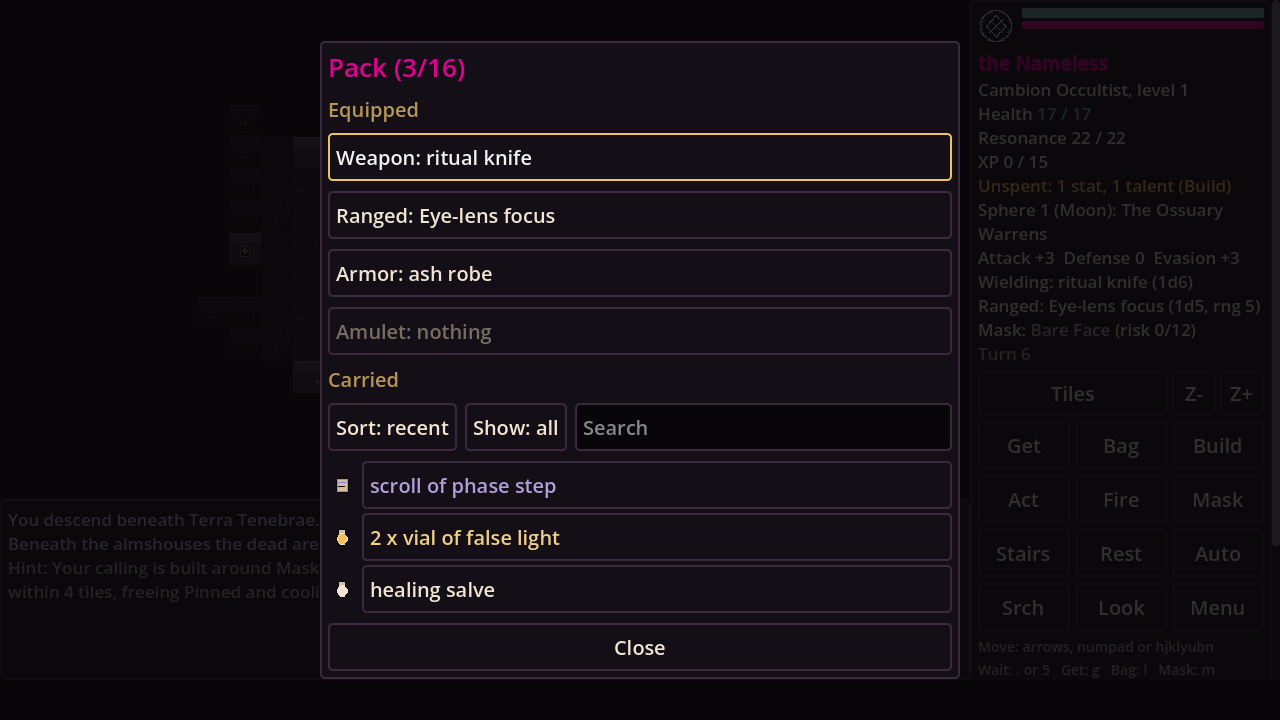 Pack (3/16)
Equipped
Weapon: ritual knife
Ranged: Eye-lens focus
Armor: ash robe
Amulet: nothing
Carried
Sort: recent
Show: all
Search
scroll of phase step
2 x vial of false light
healing salve
Close
the Nameless
Cambion Occultist, level 1
Health 17 / 17
Resonance 22 / 22
XP 0 / 15
Unspent: 1 stat, 1 talent (Build)
Sphere 1 (Moon): The Ossuary
Warrens
Attack +3  Defense 0  Evasion +3
Wielding: ritual knife (1d6)
Ranged: Eye-lens focus (1d5, rng 5)
Mask: Bare Face (risk 0/12)
Turn 6
Tiles
Z-
Z+
Get
Bag
Build
Act
Fire
Mask
Stairs
Rest
Auto
Srch
Look
Menu
Move: arrows, numpad or hjklyubn
Wait: . or 5   Get: g   Bag: i   Mask: m
You descend beneath Terra Tenebrae.
Beneath the almshouses the dead are
Hint: Your calling is built around Mask
within 4 tiles, freeing Pinned and cooli